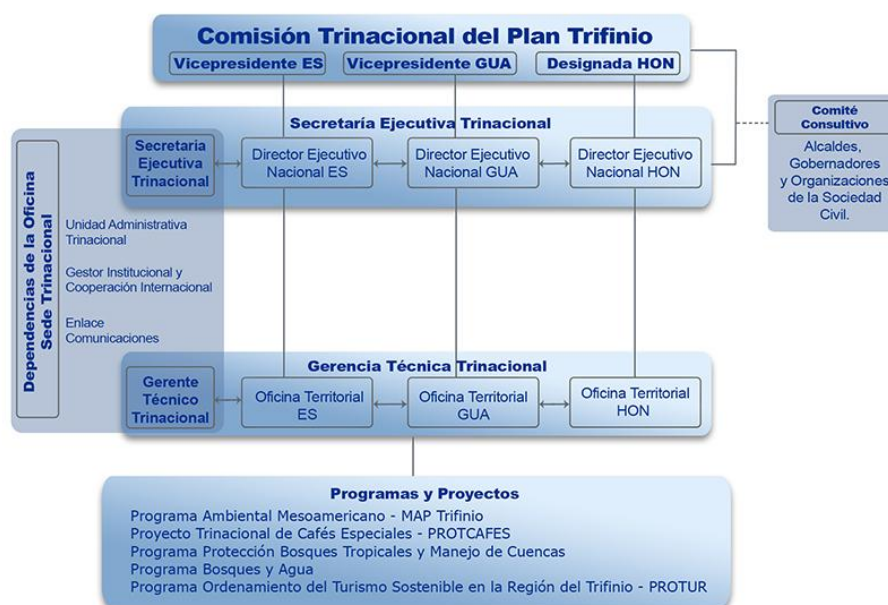 Comisión Trinacional del Plan Trifinio
Vicepresidente ES
Vicepresidente GUA
Designada HON
Secretaría Ejecutiva Trinacional
Secretaria
Ejecutiva
Trinacional
Director Ejecutivo
Nacional ES
Director Ejecutivo
Nacional GUA
Director Ejecutivo
Nacional HON
Comité
Consultivo
Alcaldes,
Gobernadores
y Organizaciones
de la Sociedad
Civil.
Dependencias de la Oficina
Sede Trinacional
Unidad Administrativa
Trinacional
Gestor Institucional y
Cooperación Internacional
Enlace
Comunicaciones
Gerencia Técnica Trinacional
Gerente
Técnico
Trinacional
Oficina Territorial
ES
Oficina Territorial
GUA
Oficina Territorial
HON
Programas y Proyectos
Programa Ambiental Mesoamericano - MAP Trifinio
Proyecto Trinacional de Cafés Especiales - PROTCAFES
Programa Protección Bosques Tropicales y Manejo de Cuencas
Programa Bosques y Agua
Programa Ordenamiento del Turismo Sostenible en la Región del Trifinio - PROTUR